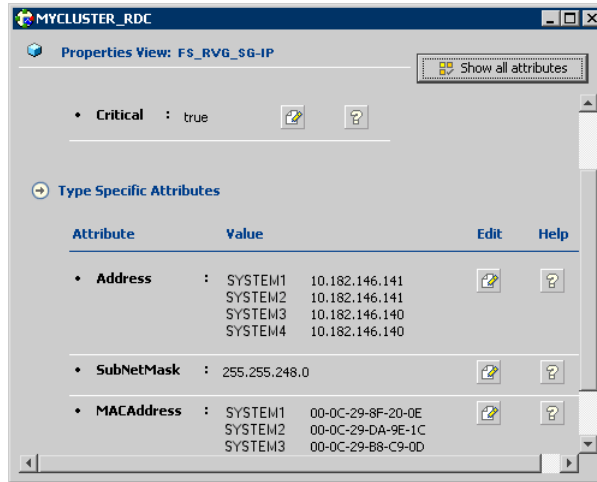 MYCLUSTER_RDC
Properties View: FS_RVG_SG-IP
Show all attributes
• Critical : true
Type Specific Attributes
Attribute Value Edit Help
• Address : SYSTEM1 10.182.146.141
SYSTEM2 10.182.146.141
SYSTEM3 10.182.146.140
SYSTEM4 10.182.146.140
• SubNetMask : 255.255.248.0
• MACAddress : SYSTEM1 00-0C-29-8F-20-0E
SYSTEM2 00-0C-29-DA-9E-1C
SYSTEM3 00-0C-29-B8-C9-0D